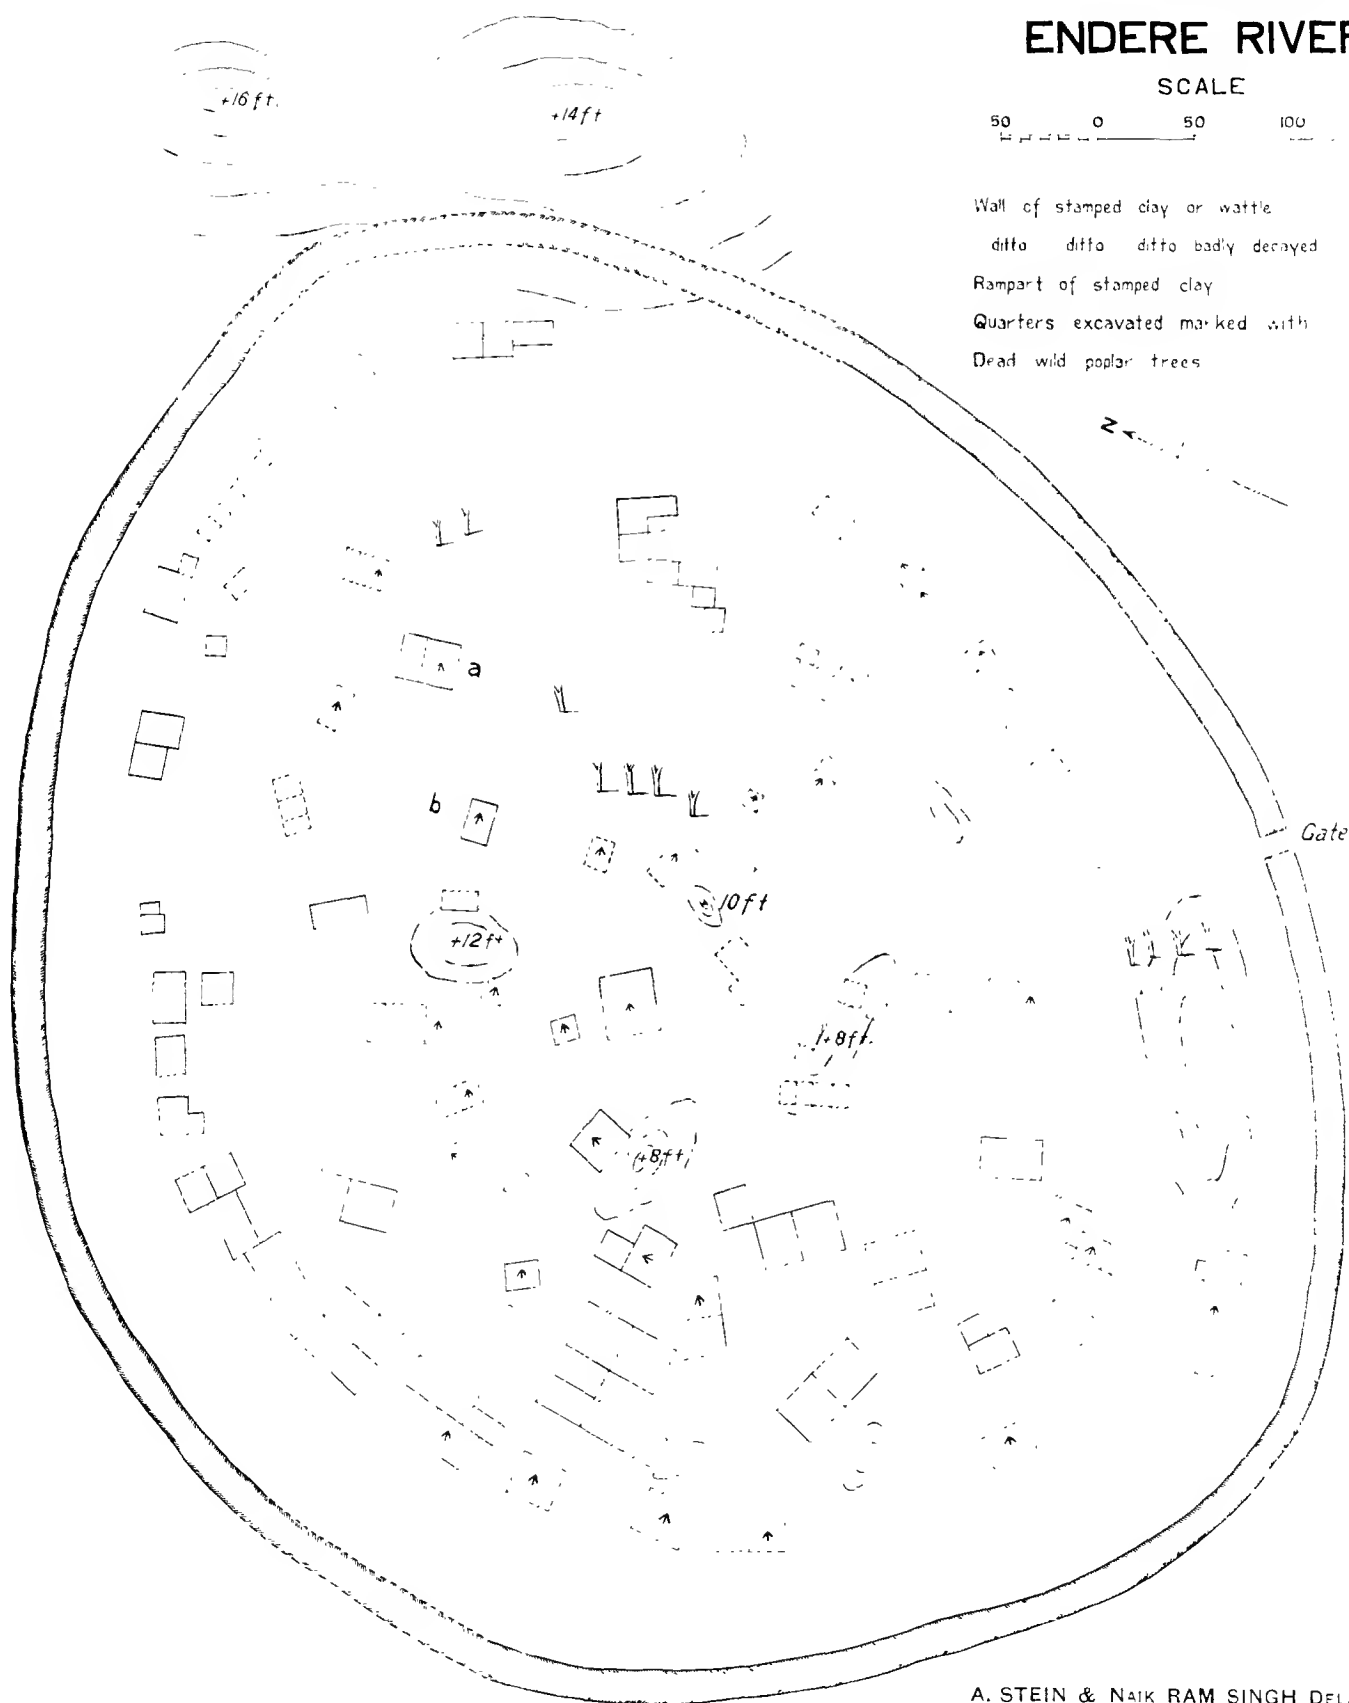 ENDERE RIVER
SCALE
50 0 50 100
+16 ft.
+14 ft
Wall of stamped clay or wattle
ditto ditto ditto badly decayed
Rampart of stamped clay
Quarters excavated marked with
Dead wild poplar trees
N
a
b
Gate
10 ft
+12 ft
+8 ft.
+8 ft
A. STEIN & NAIK RAM SINGH DEL